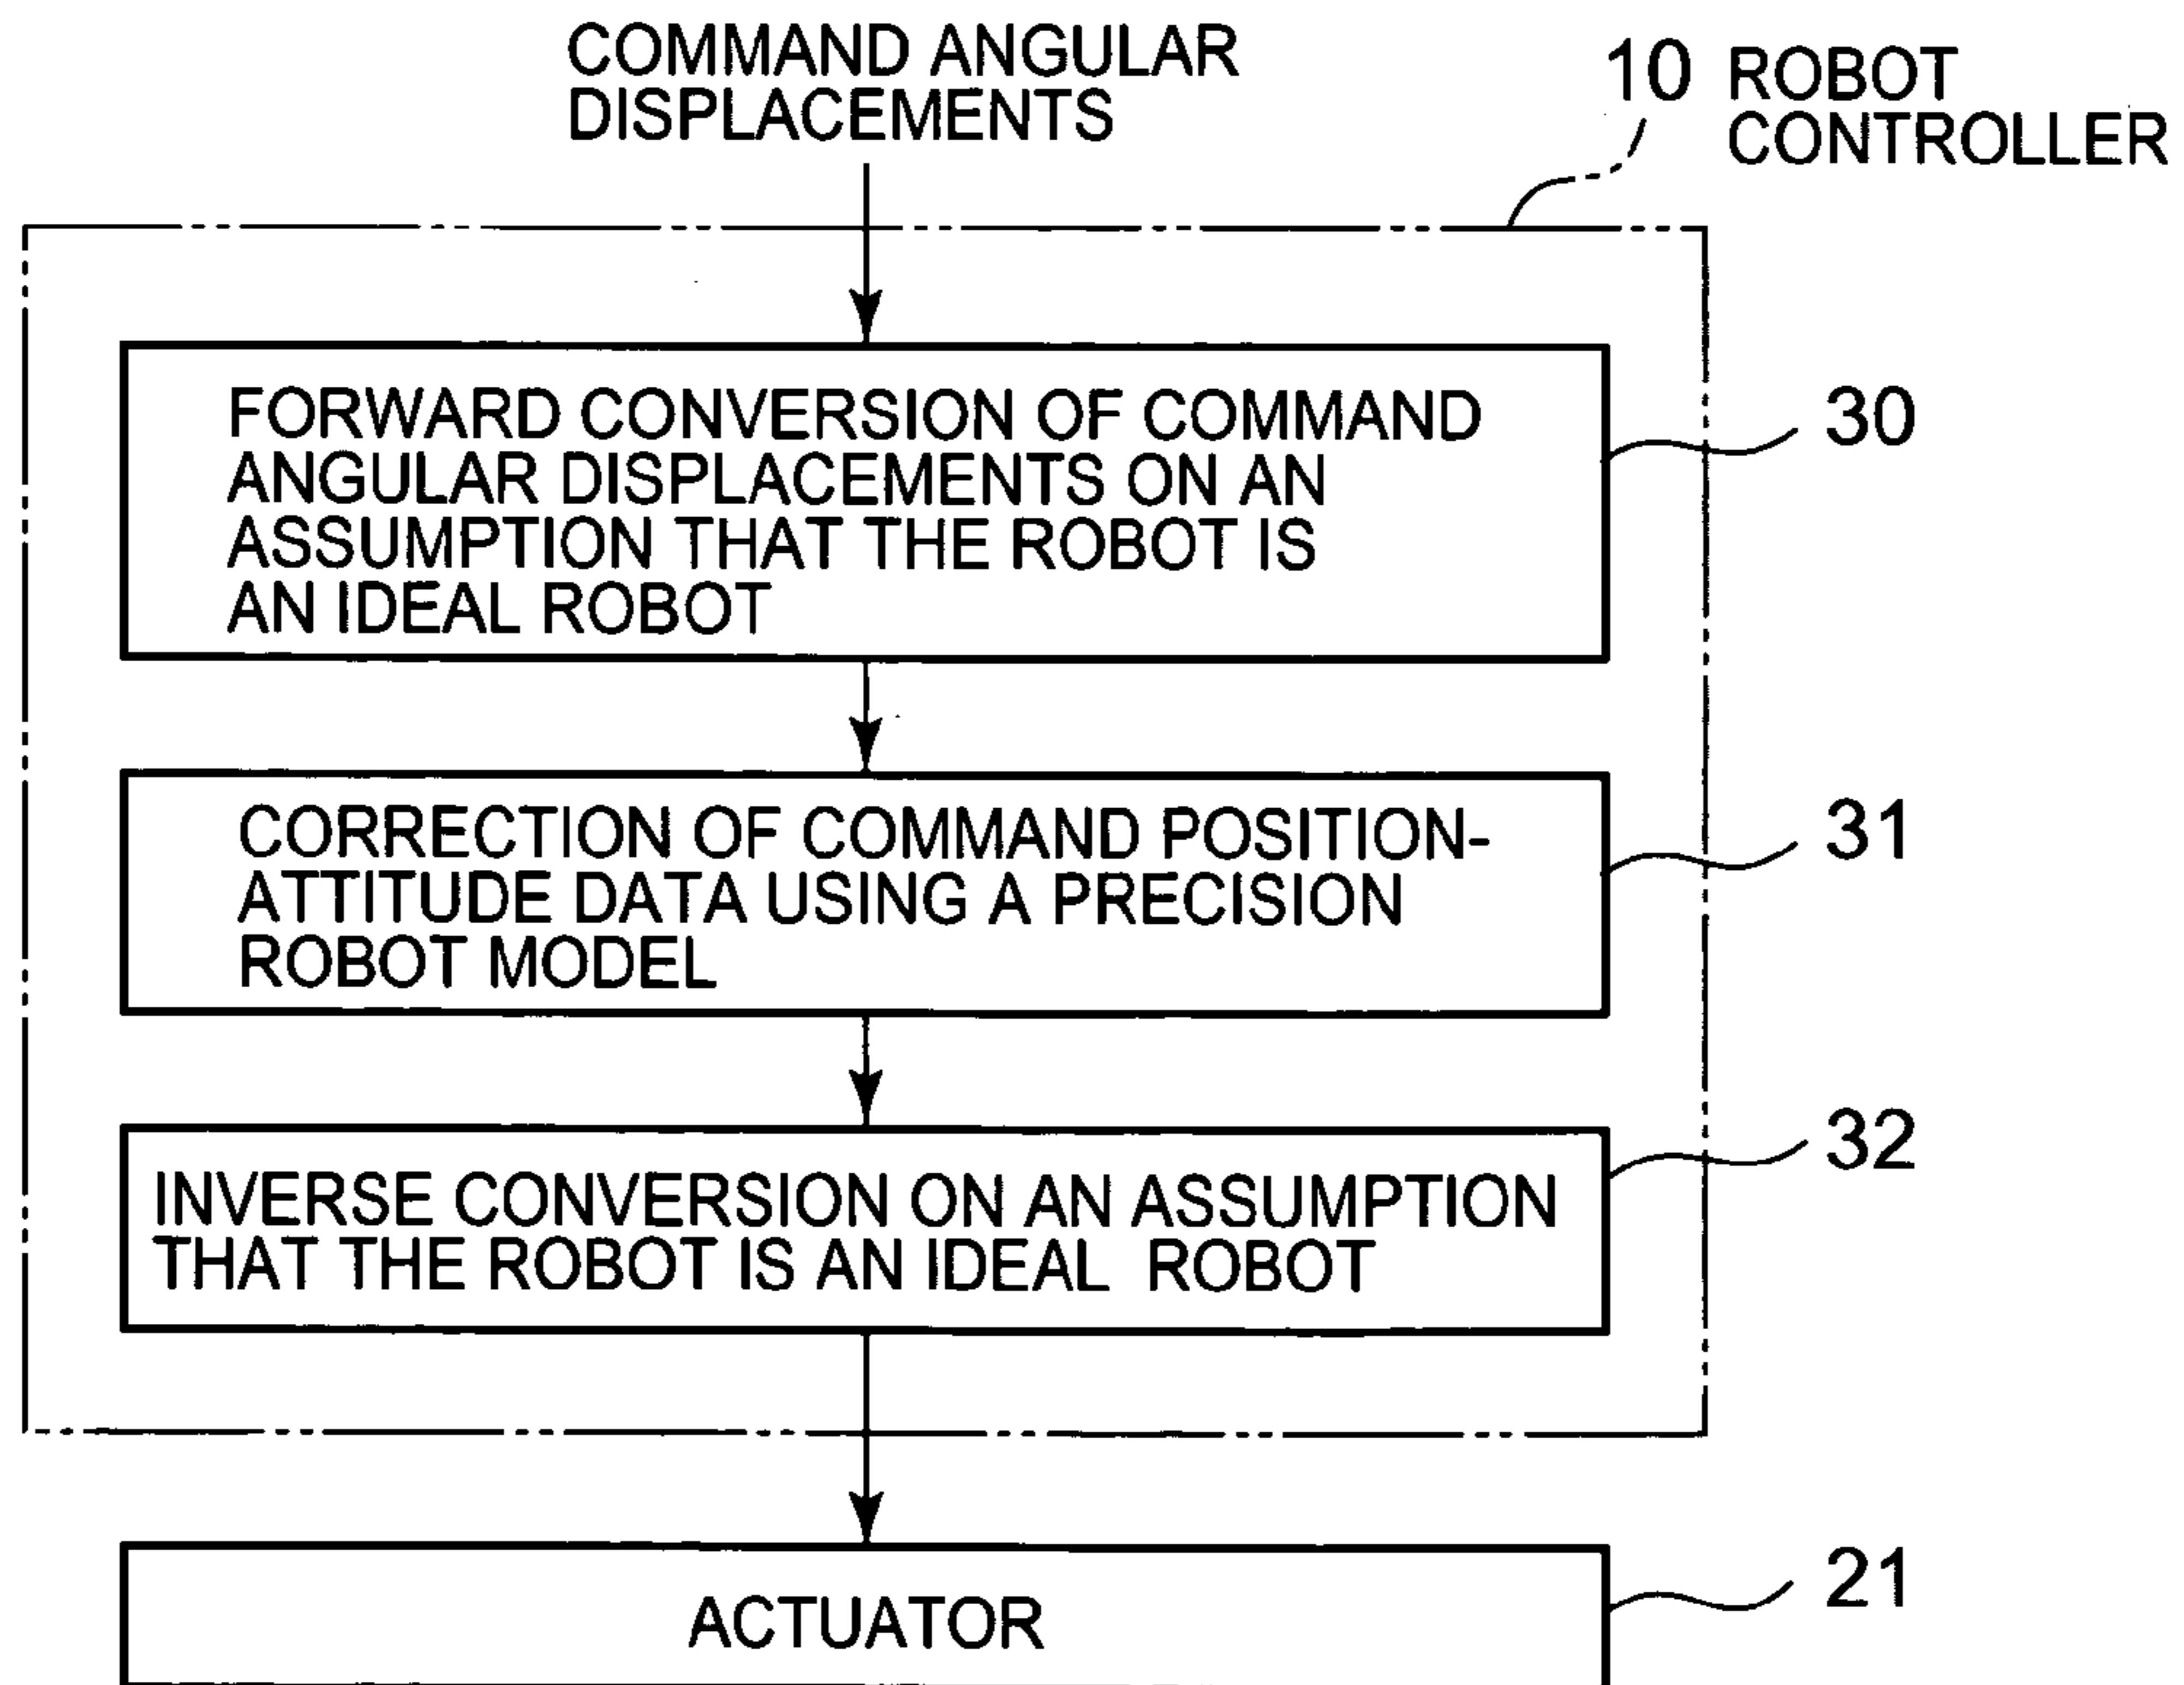 COMMAND ANGULAR
DISPLACEMENTS
10 ROBOT
CONTROLLER
FORWARD CONVERSION OF COMMAND
ANGULAR DISPLACEMENTS ON AN
ASSUMPTION THAT THE ROBOT IS
AN IDEAL ROBOT
30
CORRECTION OF COMMAND POSITION-
ATTITUDE DATA USING A PRECISION
ROBOT MODEL
31
INVERSE CONVERSION ON AN ASSUMPTION
THAT THE ROBOT IS AN IDEAL ROBOT
32
ACTUATOR
21